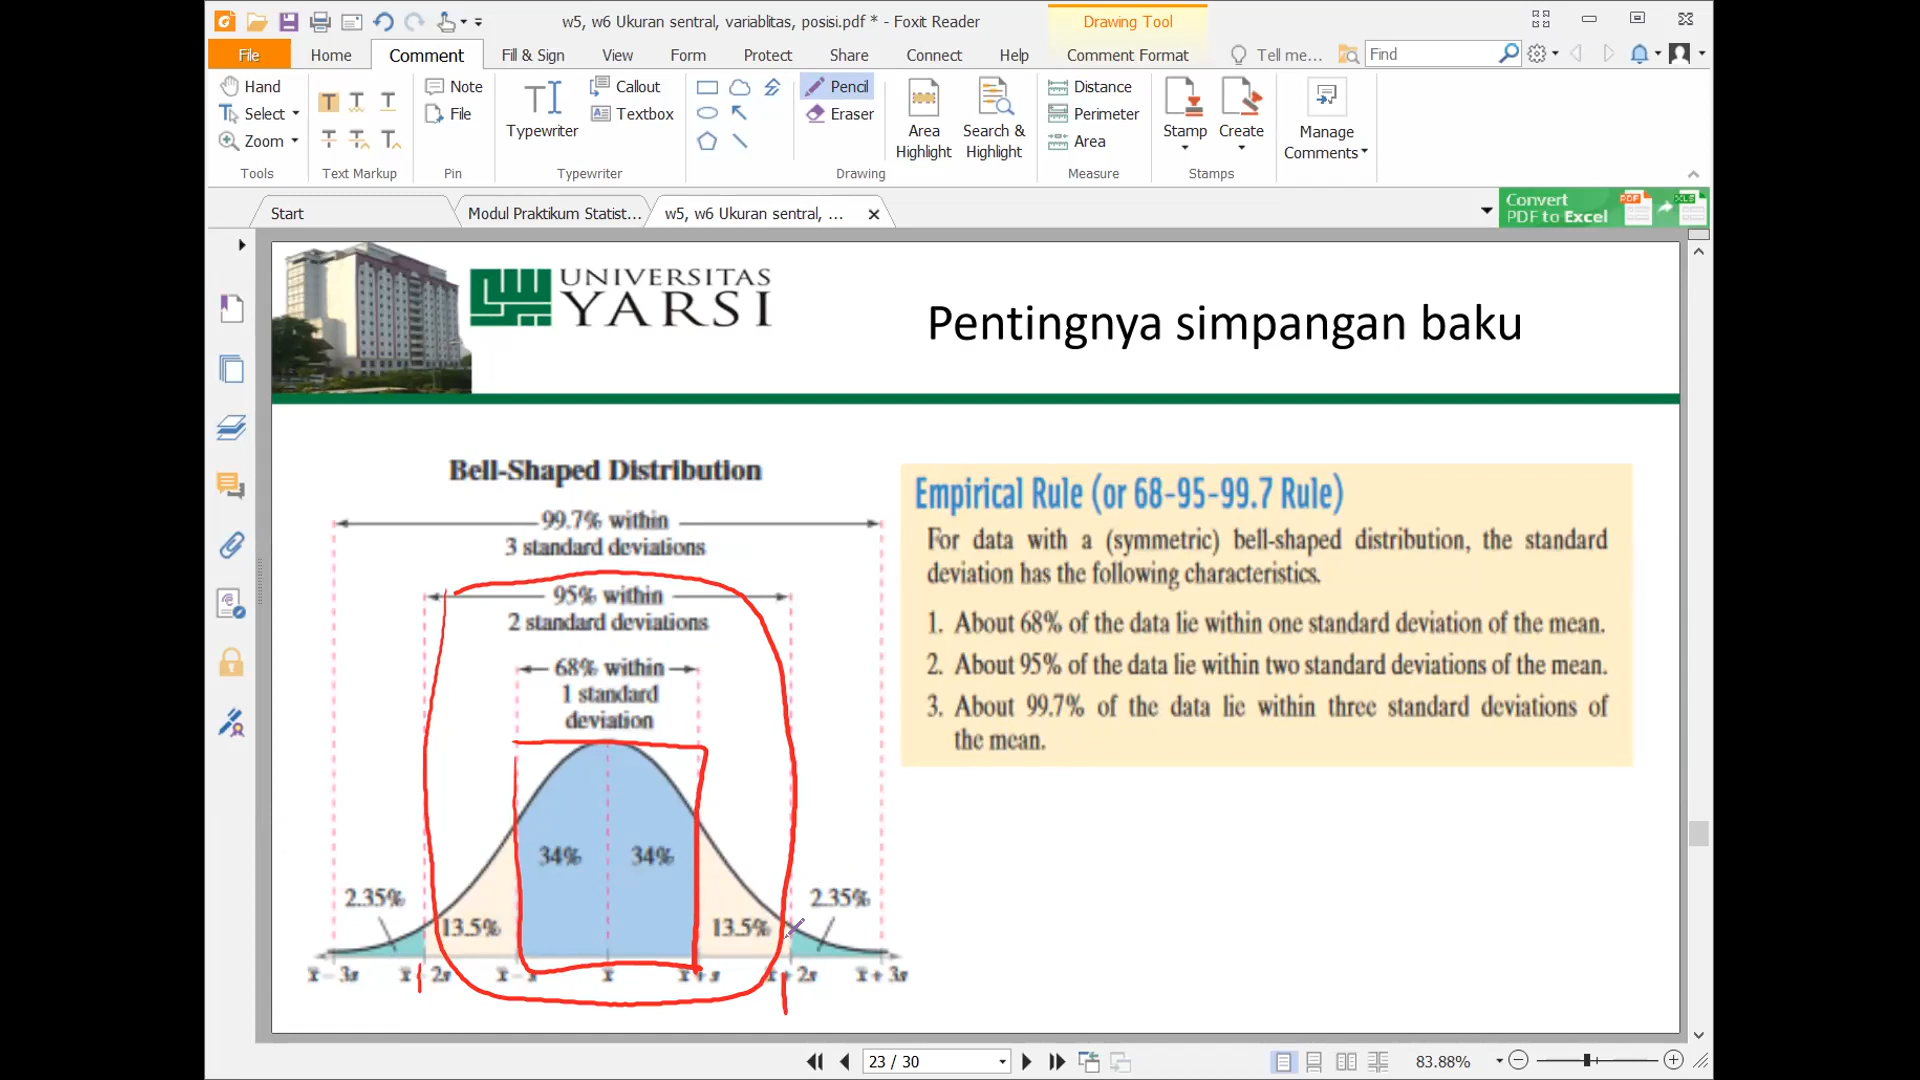 w5, w6 Ukuran sentral, variablitas, posisi.pdf * - Foxit Reader
Drawing Tool
File
Home
Comment
Fill & Sign
View
Form
Protect
Share
Connect
Help
Comment Format
Tell me...
Find
Hand
Select
Zoom
Tools
Text Markup
Note
File
Pin
Typewriter
Callout
Textbox
Typewriter
Pencil
Eraser
Area
Highlight
Search &
Highlight
Drawing
Distance
Perimeter
Area
Measure
Stamp
Create
Stamps
Manage
Comments
Start
Modul Praktikum Statist...
w5, w6 Ukuran sentral, ...
Convert
PDF to Excel
PDF
XLS
UNIVERSITAS
YARSI
Pentingnya simpangan baku
Bell-Shaped Distribution
99.7% within
3 standard deviations
95% within
2 standard deviations
68% within
1 standard
deviation
34%
34%
2.35%
13.5%
13.5%
2.35%
x̄ – 3s
x̄ 2s
x̄ – s
x̄
x̄ + s
x̄ + 2s
x̄ + 3s
Empirical Rule (or 68-95-99.7 Rule)
For data with a (symmetric) bell-shaped distribution, the standard
deviation has the following characteristics.
1. About 68% of the data lie within one standard deviation of the mean.
2. About 95% of the data lie within two standard deviations of the mean.
3. About 99.7% of the data lie within three standard deviations of
the mean.
23 / 30
83.88%